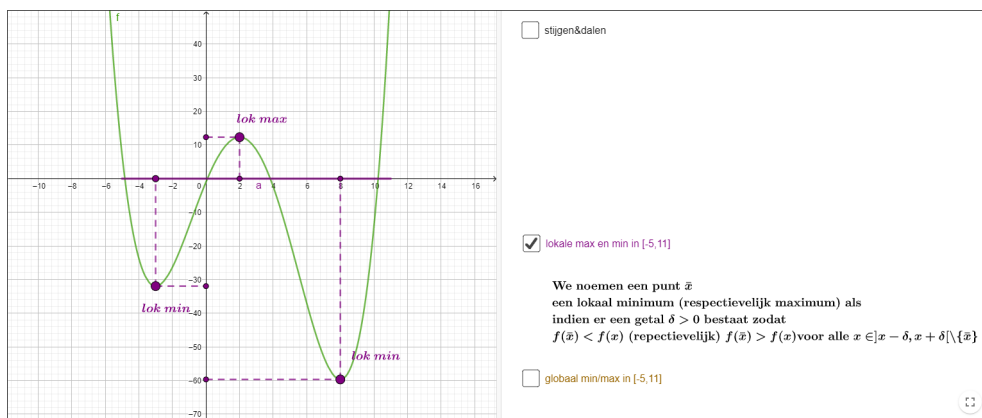 f
40
30
20
lok max
10
−10
−8
−6
−4
−2
0
2
a
4
6
8
10
12
14
16
−10
−20
−30
lok min
−40
−50
lok min
−60
−70
stijgen&dalen
lokale max en min in [-5,11]
We noemen een punt x̄
een lokaal minimum (respectievelijk maximum) als
indien er een getal δ > 0 bestaat zodat
f(x̄) < f(x) (repectievelijk) f(x̄) > f(x)voor alle x ∈]x − δ, x + δ[\{x̄}
globaal min/max in [-5,11]